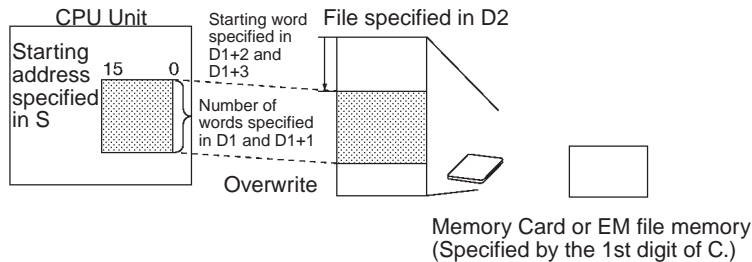 CPU Unit
Starting
address
specified
in S
15 0
Starting word
specified in
D1+2 and
D1+3
Number of
words specified
in D1 and D1+1
File specified in D2
Overwrite
Memory Card or EM file memory
(Specified by the 1st digit of C.)